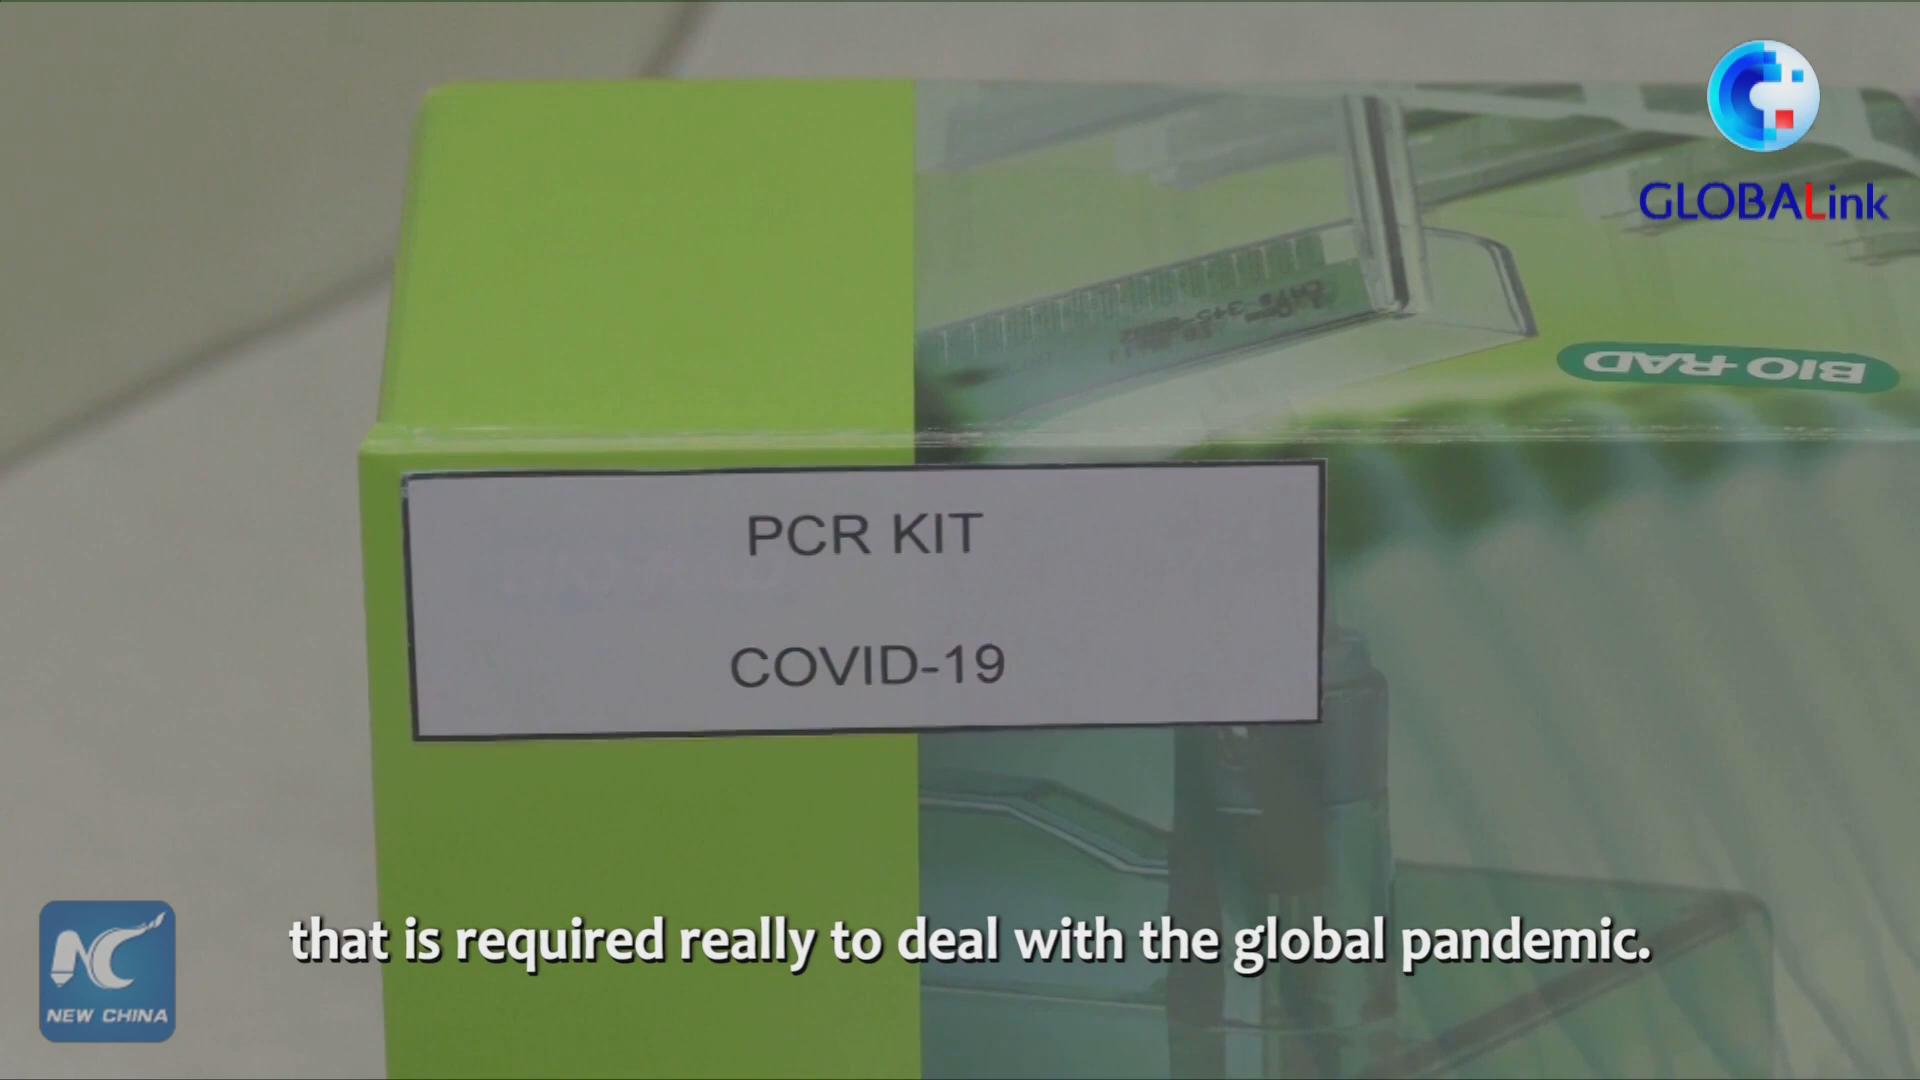 GLOBALink
BIO-RAD
PCR KIT
COVID-19
that is required really to deal with the global pandemic.
NEW CHINA